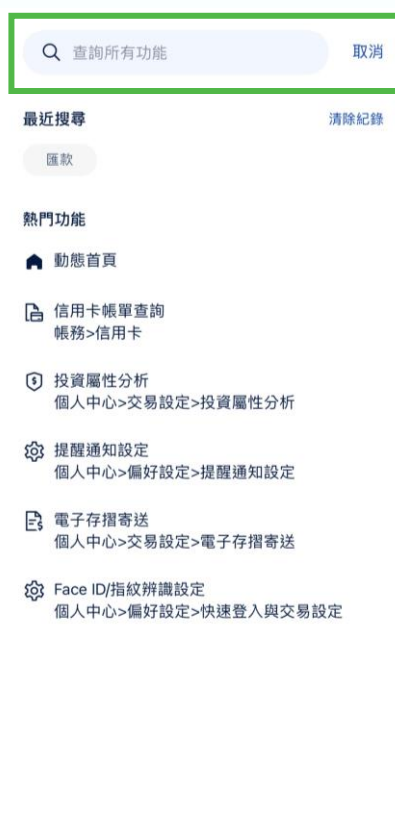 查詢所有功能 取消
最近搜尋 清除紀錄
匯款
熱門功能
動態首頁
信用卡帳單查詢
帳務>信用卡
投資屬性分析
個人中心>交易設定>投資屬性分析
提醒通知設定
個人中心>偏好設定>提醒通知設定
電子存摺寄送
個人中心>交易設定>電子存摺寄送
Face ID/指紋辨識設定
個人中心>偏好設定>快速登入與交易設定